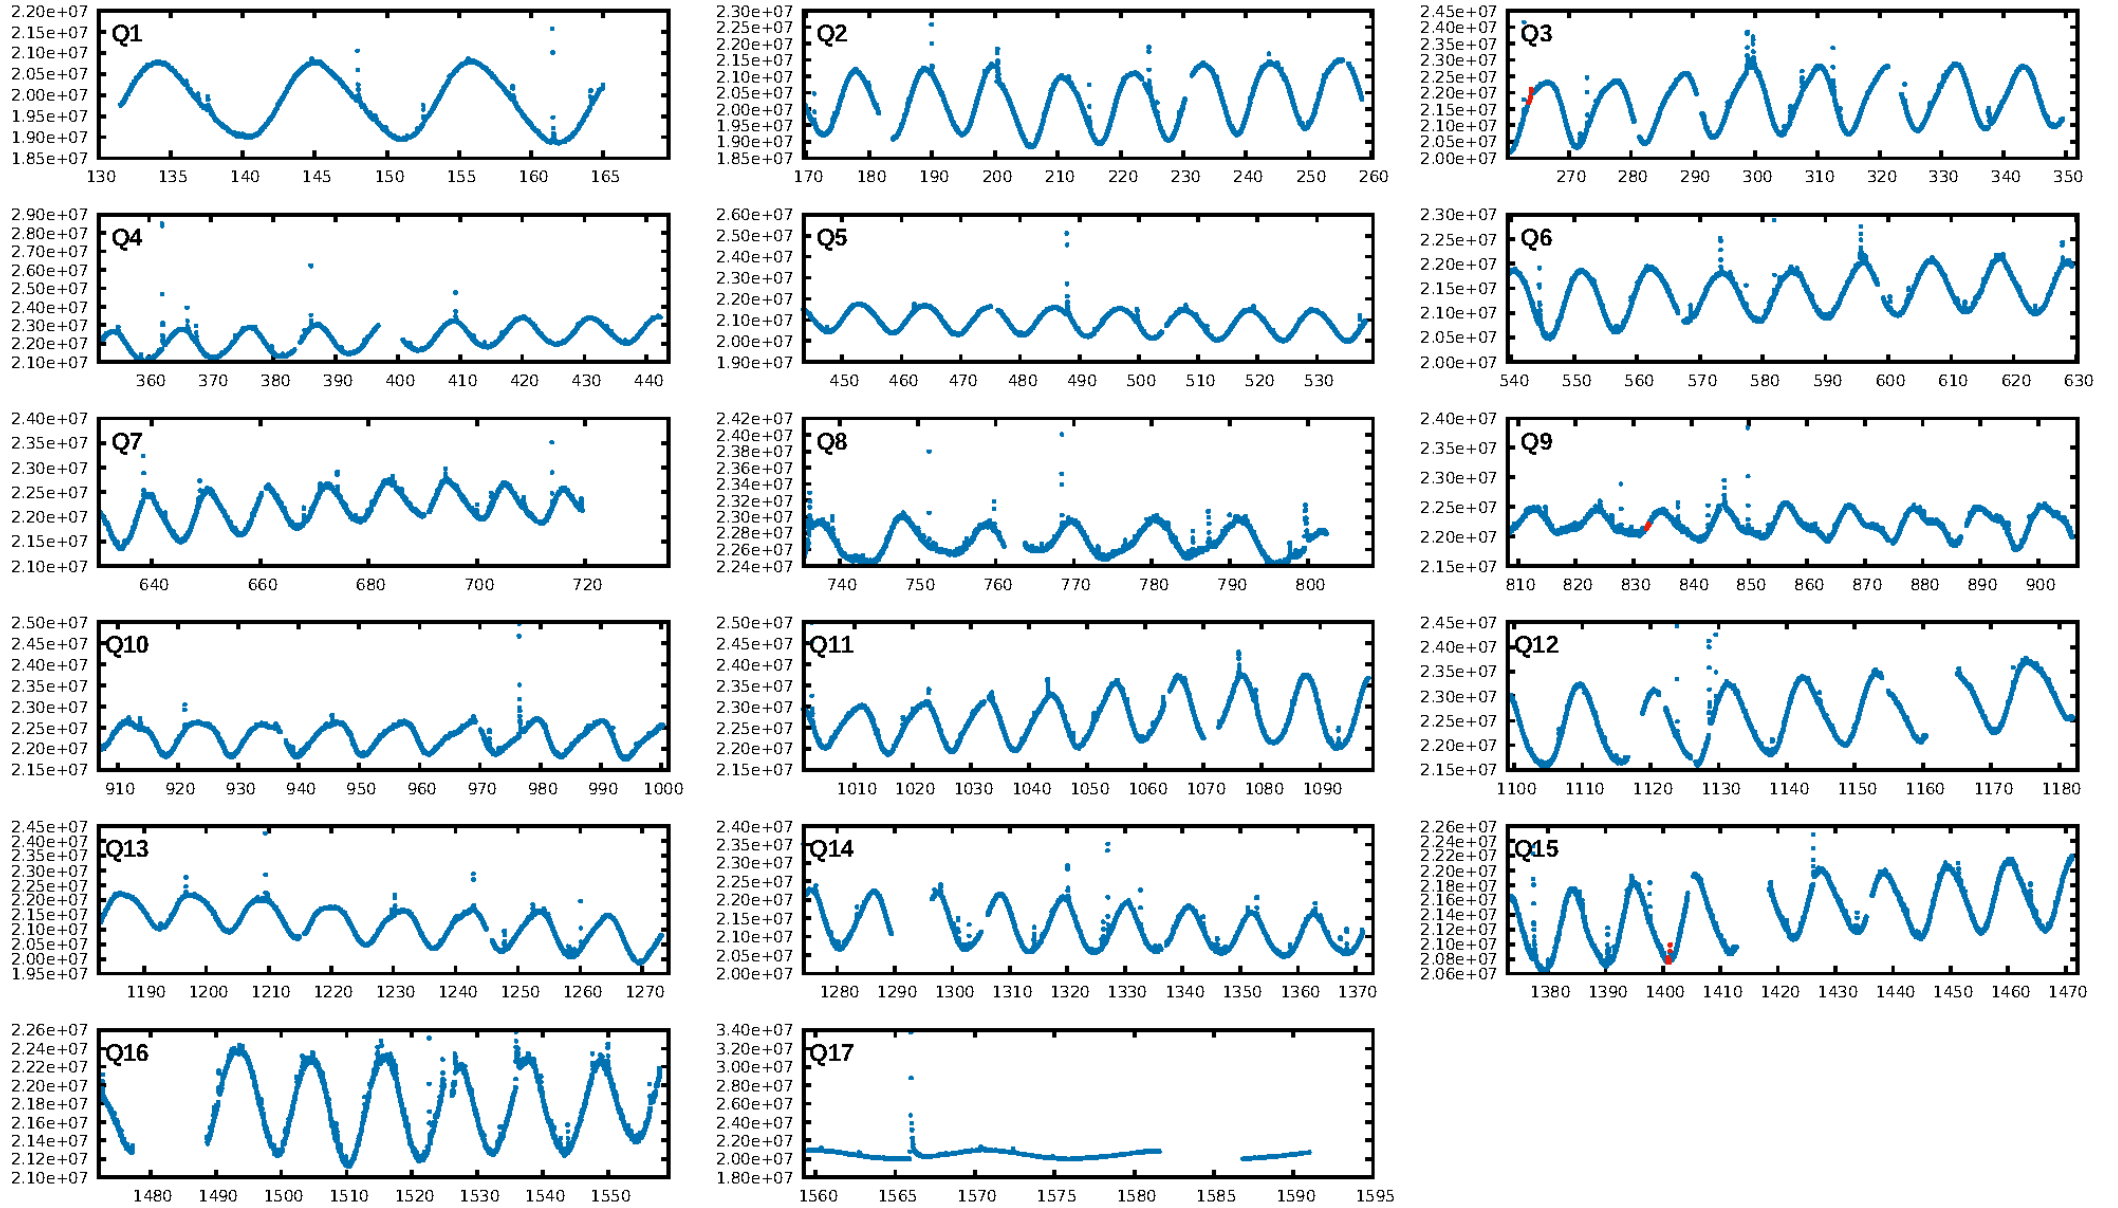 2.20e+07
2.15e+07
2.10e+07
2.05e+07
2.00e+07
1.95e+07
1.90e+07
1.85e+07
Q1
130 135 140 145 150 155 160 165
2.30e+07
2.25e+07
2.20e+07
2.15e+07
2.10e+07
2.05e+07
2.00e+07
1.95e+07
1.90e+07
1.85e+07
Q2
170 180 190 200 210 220 230 240 250 260
2.45e+07
2.40e+07
2.35e+07
2.30e+07
2.25e+07
2.20e+07
2.15e+07
2.10e+07
2.05e+07
2.00e+07
Q3
270 280 290 300 310 320 330 340 350
2.90e+07
2.80e+07
2.70e+07
2.60e+07
2.50e+07
2.40e+07
2.30e+07
2.20e+07
2.10e+07
Q4
360 370 380 390 400 410 420 430 440
2.60e+07
2.50e+07
2.40e+07
2.30e+07
2.20e+07
2.10e+07
2.00e+07
1.90e+07
Q5
450 460 470 480 490 500 510 520 530
2.30e+07
2.25e+07
2.20e+07
2.15e+07
2.10e+07
2.05e+07
2.00e+07
Q6
540 550 560 570 580 590 600 610 620 630
2.40e+07
2.35e+07
2.30e+07
2.25e+07
2.20e+07
2.15e+07
2.10e+07
Q7
640 660 680 700 720
2.42e+07
2.40e+07
2.38e+07
2.36e+07
2.34e+07
2.32e+07
2.30e+07
2.28e+07
2.26e+07
2.24e+07
Q8
740 750 760 770 780 790 800
2.40e+07
2.35e+07
2.30e+07
2.25e+07
2.20e+07
2.15e+07
Q9
810 820 830 840 850 860 870 880 890 900
2.50e+07
2.45e+07
2.40e+07
2.35e+07
2.30e+07
2.25e+07
2.20e+07
2.15e+07
Q10
910 920 930 940 950 960 970 980 990 1000
2.50e+07
2.45e+07
2.40e+07
2.35e+07
2.30e+07
2.25e+07
2.20e+07
2.15e+07
Q11
1010 1020 1030 1040 1050 1060 1070 1080 1090
2.45e+07
2.40e+07
2.35e+07
2.30e+07
2.25e+07
2.20e+07
2.15e+07
Q12
1100 1110 1120 1130 1140 1150 1160 1170 1180
2.45e+07
2.40e+07
2.35e+07
2.30e+07
2.25e+07
2.20e+07
2.15e+07
2.10e+07
2.05e+07
2.00e+07
1.95e+07
Q13
1190 1200 1210 1220 1230 1240 1250 1260 1270
2.40e+07
2.35e+07
2.30e+07
2.25e+07
2.20e+07
2.15e+07
2.10e+07
2.05e+07
2.00e+07
Q14
1280 1290 1300 1310 1320 1330 1340 1350 1360 1370
2.26e+07
2.24e+07
2.22e+07
2.20e+07
2.18e+07
2.16e+07
2.14e+07
2.12e+07
2.10e+07
2.08e+07
2.06e+07
Q15
1380 1390 1400 1410 1420 1430 1440 1450 1460 1470
2.26e+07
2.24e+07
2.22e+07
2.20e+07
2.18e+07
2.16e+07
2.14e+07
2.12e+07
2.10e+07
Q16
1480 1490 1500 1510 1520 1530 1540 1550
3.40e+07
3.20e+07
3.00e+07
2.80e+07
2.60e+07
2.40e+07
2.20e+07
2.00e+07
1.80e+07
Q17
1560 1565 1570 1575 1580 1585 1590 1595